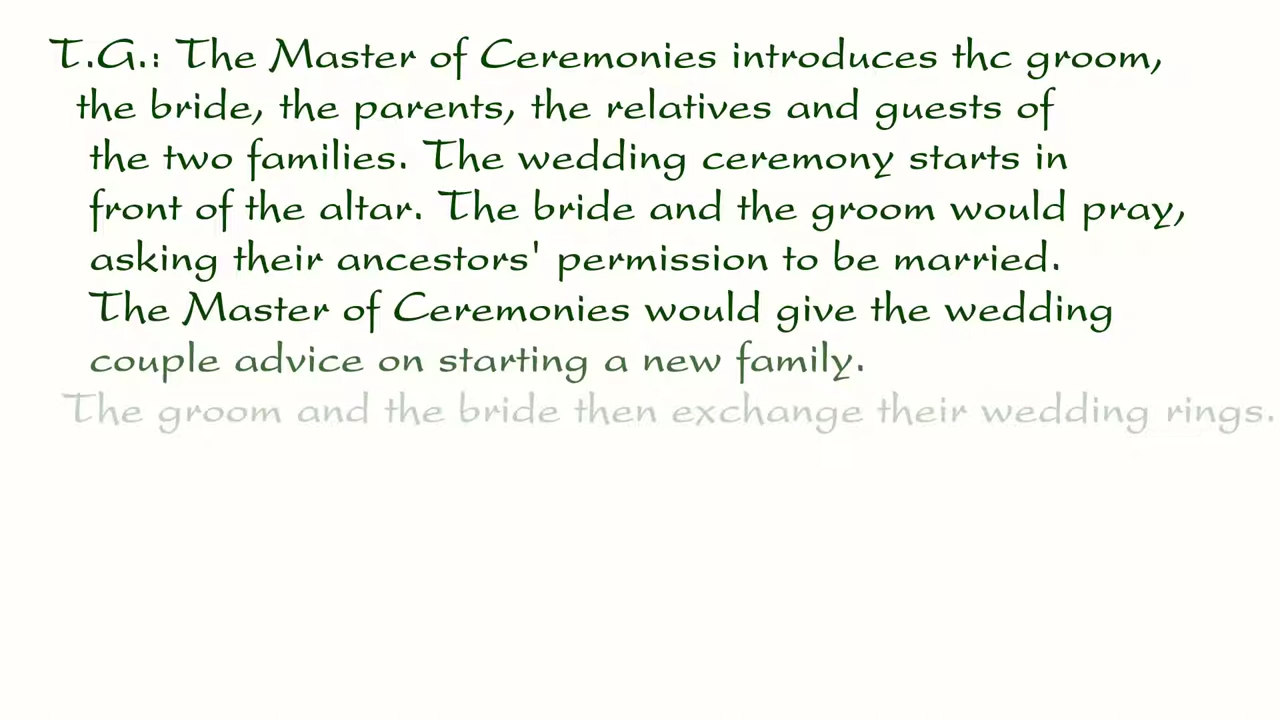 T.G.: The Master of Ceremonies introduces thc groom,
the bride, the parents, the relatives and guests of
the two families. The wedding ceremony starts in
front of the altar. The bride and the groom would pray,
asking their ancestors' permission to be married.
The Master of Ceremonies would give the wedding
couple advice on starting a new family.
The groom and the bride then exchange their wedding rings.